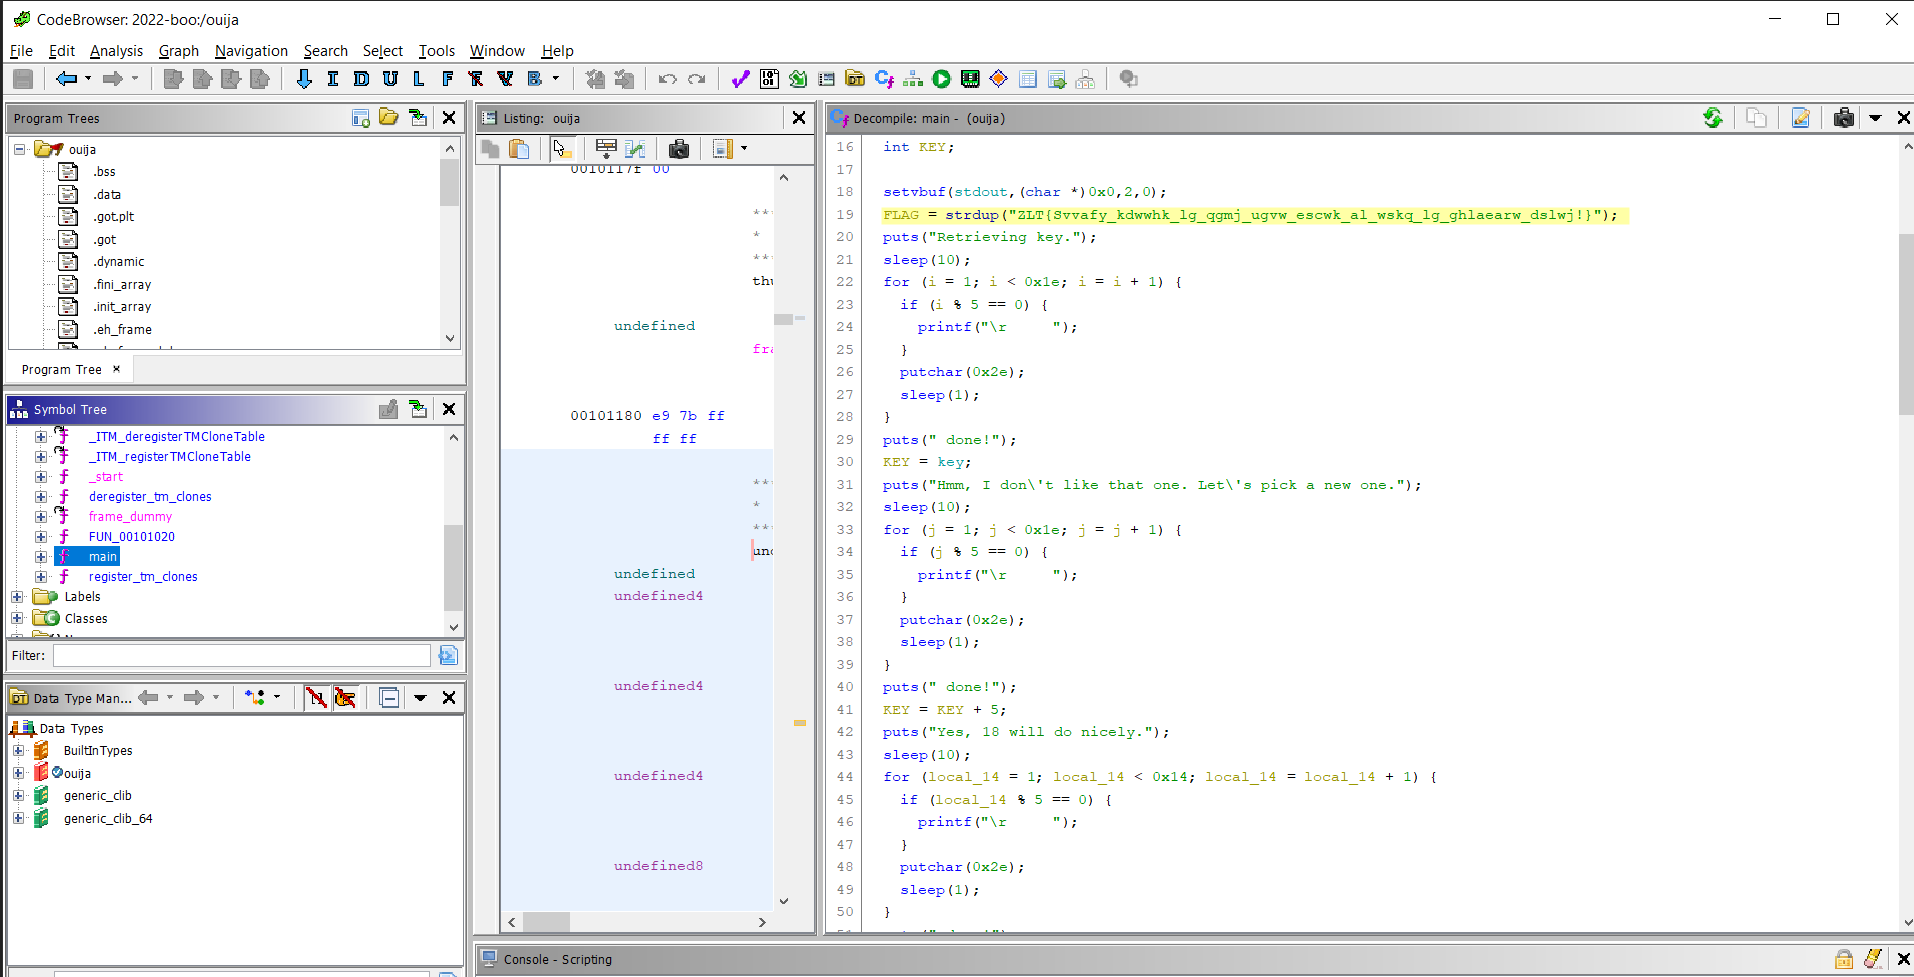 CodeBrowser: 2022-boo:/ouija
File Edit Analysis Graph Navigation Search Select Tools Window Help
I D U L F V B
Program Trees
ouija
.bss
.data
.got.plt
.got
.dynamic
.fini_array
.init_array
.eh_frame
Program Tree ×
Symbol Tree
_ITM_deregisterTMCloneTable
_ITM_registerTMCloneTable
_start
deregister_tm_clones
frame_dummy
FUN_00101020
main
register_tm_clones
Labels
Classes
Filter:
Data Type Man...
Data Types
BuiltInTypes
ouija
generic_clib
generic_clib_64
Listing: ouija
0010117f 00
**
*
**
thu
undefined
fra
00101180 e9 7b ff
ff ff
**
*
**
und
undefined
undefined4
undefined4
undefined4
undefined8
Decompile: main - (ouija)
16 int KEY;
17
18 setvbuf(stdout,(char *)0x0,2,0);
19 FLAG = strdup("ZLT{Svvafy_kdwwhk_lg_qgmj_ugvw_escwk_al_wskq_lg_ghlaearw_dslwj!}");
20 puts("Retrieving key.");
21 sleep(10);
22 for (i = 1; i < 0x1e; i = i + 1) {
23 if (i % 5 == 0) {
24 printf("\r     ");
25 }
26 putchar(0x2e);
27 sleep(1);
28 }
29 puts(" done!");
30 KEY = key;
31 puts("Hmm, I don\'t like that one. Let\'s pick a new one.");
32 sleep(10);
33 for (j = 1; j < 0x1e; j = j + 1) {
34 if (j % 5 == 0) {
35 printf("\r     ");
36 }
37 putchar(0x2e);
38 sleep(1);
39 }
40 puts(" done!");
41 KEY = KEY + 5;
42 puts("Yes, 18 will do nicely.");
43 sleep(10);
44 for (local_14 = 1; local_14 < 0x14; local_14 = local_14 + 1) {
45 if (local_14 % 5 == 0) {
46 printf("\r     ");
47 }
48 putchar(0x2e);
49 sleep(1);
50 }
Console - Scripting